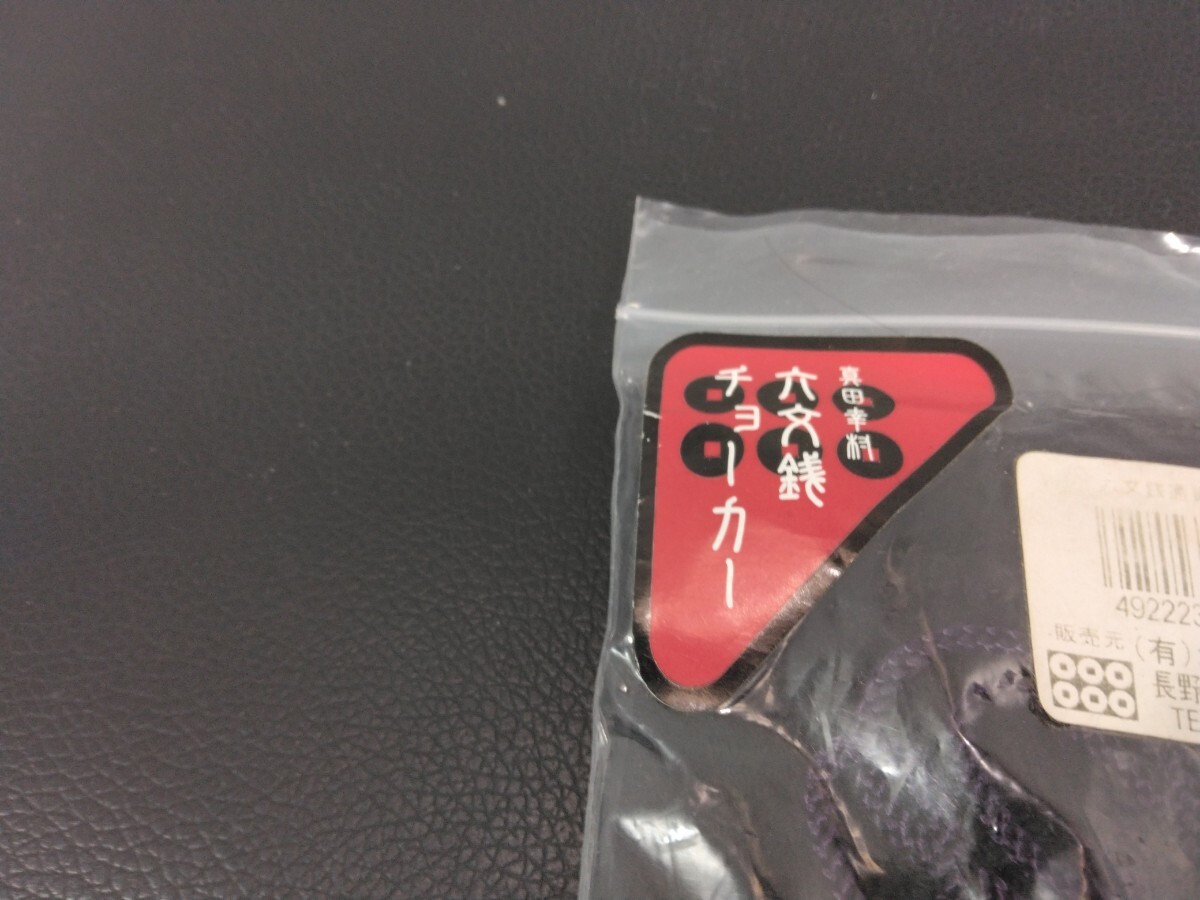 真田幸村
六文銭
チョーカー
492223
販売元 (有)
長野
TE